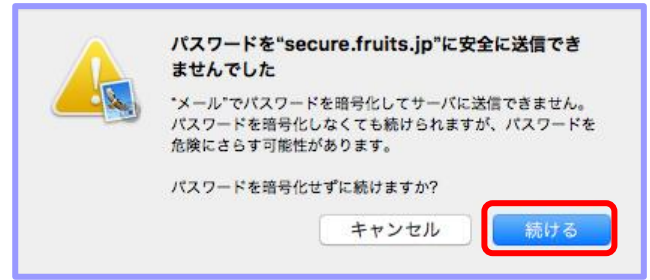 パスワードを“secure.fruits.jp”に安全に送信でき
ませんでした
“メール”でパスワードを暗号化してサーバに送信できません。
パスワードを暗号化しなくても続けられますが、パスワードを
危険にさらす可能性があります。
パスワードを暗号化せずに続けますか?
キャンセル
続ける